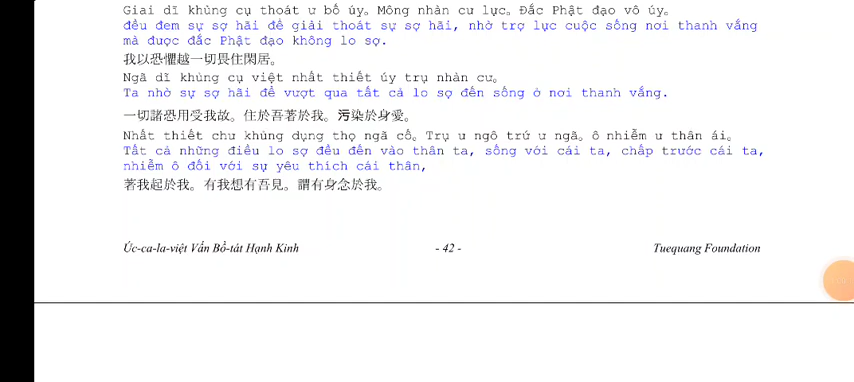 Giai dĩ khủng cụ thoát ư bố úy。Mông nhàn cư lực。Đắc Phật đạo vô úy。
đều đem sự sợ hãi để giải thoát sự sợ hãi, nhờ trợ lực cuộc sống nơi thanh vắng
mà được đắc Phật đạo không lo sợ.
我以恐懼越一切畏住閑居。
Ngã dĩ khủng cụ việt nhất thiết úy trụ nhàn cư。
Ta nhờ sự sợ hãi để vượt qua tất cả lo sợ đến sống ở nơi thanh vắng.
一切諸恐用受我故。住於吾著於我。污染於身愛。
Nhất thiết chư khủng dụng thọ ngã cố。Trụ ư ngô trứ ư ngã。ô nhiễm ư thân ái。
Tất cả những điều lo sợ đều đến vào thân ta, sống với cái ta, chấp trước cái ta,
nhiễm ô đối với sự yêu thích cái thân,
著我起於我。有我想有吾見。謂有身念於我。
Úc-ca-la-việt Vấn Bồ-tát Hạnh Kinh - 42 - Tuequang Foundation